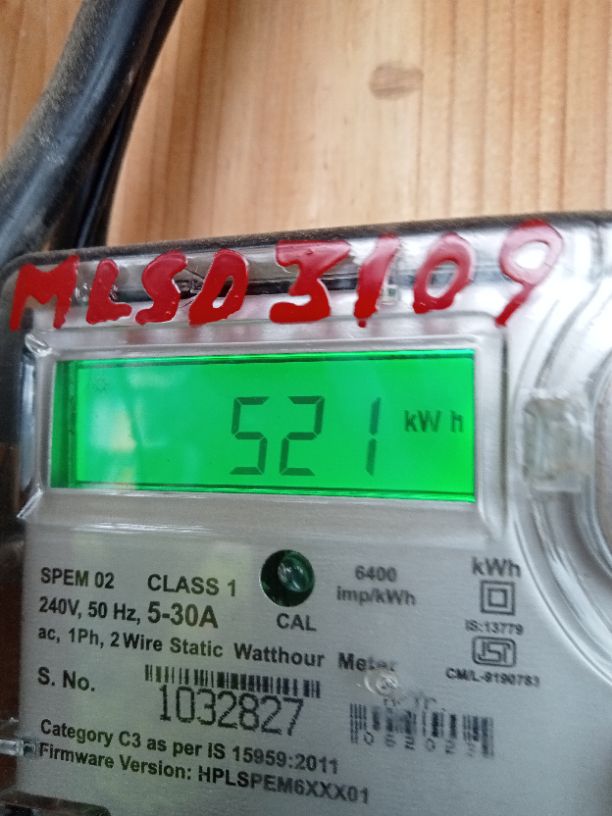 MLSD3109
521 kWh
SPEM 02 CLASS 1
240V, 50 Hz, 5-30A
CAL
6400
imp/kWh
kWh
IS:13779
ac, 1Ph, 2 Wire Static Watthour Meter
CM/L-9190783
S. No.
1032827
Category C3 as per IS 15959:2011
Firmware Version: HPLSPEM6XXX01